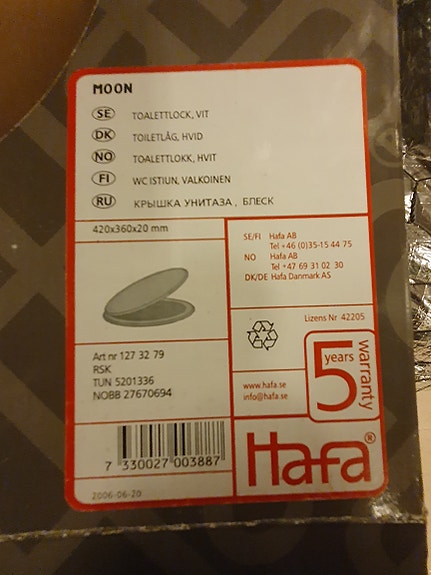 MOON
SE TOALETTLOCK, VIT
DK TOILETLÅG, HVID
NO TOALETTLOKK, HVIT
FI WC ISTIUN, VALKOINEN
RU КРЫШКА УНИТАЗА, БЛЕСК
420x360x20 mm
SE/FI Hafa AB
Tel +46 (0)35-15 44 75
NO Hafa AB
Tel +47 69 31 02 30
DK/DE Hafa Danmark AS
Lizens Nr 42205
5 years warranty
Art nr 127 32 79
RSK
TUN 5201336
NOBB 27670694
www.hafa.se
info@hafa.se
Hafa®
7 330027 003887
2006-06-20